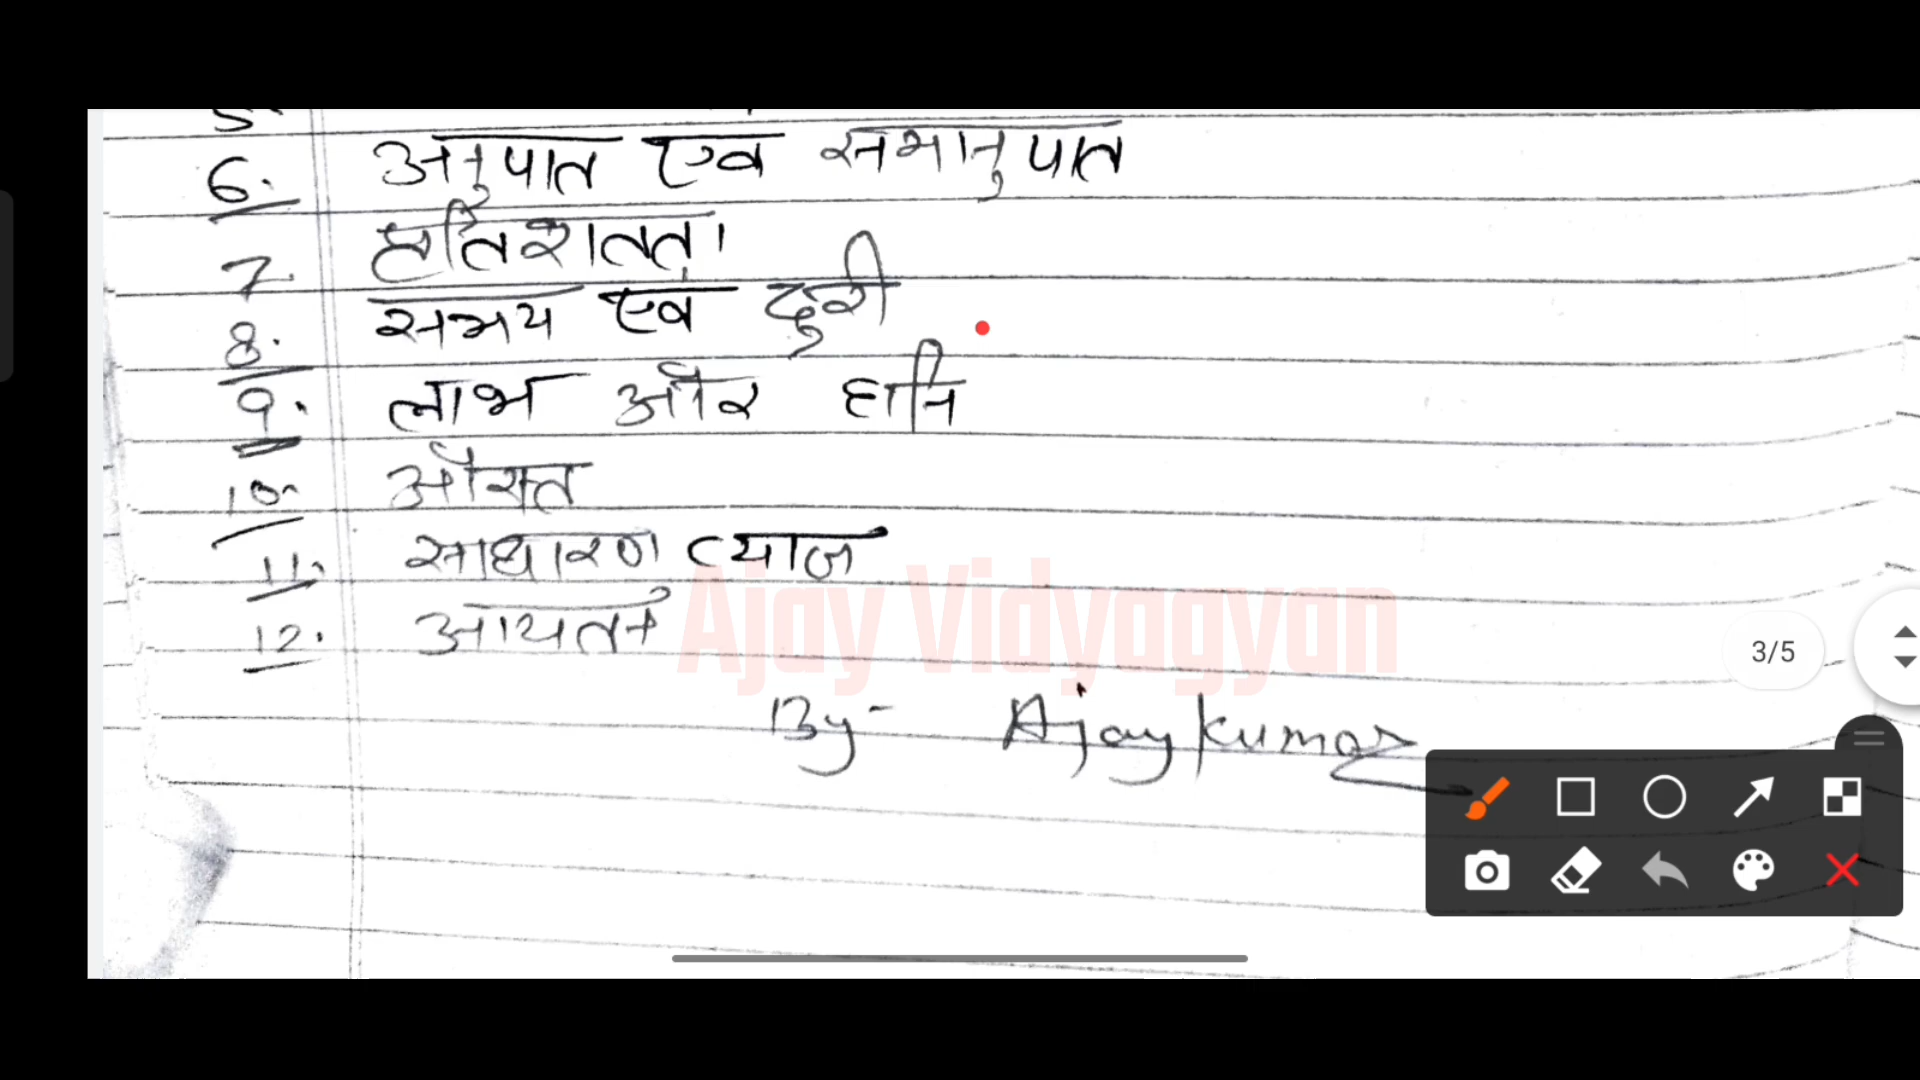 5.
6. अनुपात एव समानुपात
7. प्रतिशतता
8. समय एव दुरी
9. लाभ और हानि
10. औसत
11. साधारण ब्याज
12. आयतन
Ajay Vidyagyan
By- Ajay Kumar
3/5